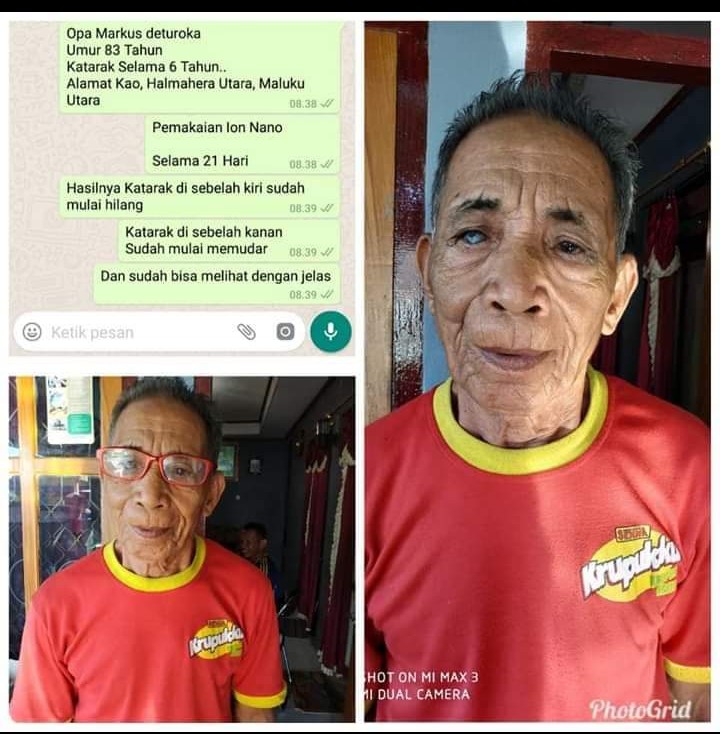 Opa Markus deturoka
Umur 83 Tahun
Katarak Selama 6 Tahun..
Alamat Kao, Halmahera Utara, Maluku
Utara
08.38
Pemakaian Ion Nano
Selama 21 Hari
08.38
Hasilnya Katarak di sebelah kiri sudah
mulai hilang
08.39
Katarak di sebelah kanan
Sudah mulai memudar
08.39
Dan sudah bisa melihat dengan jelas
08.39
Ketik pesan
Krupukku
Krupukku
SHOT ON MI MAX 3
MI DUAL CAMERA
PhotoGrid